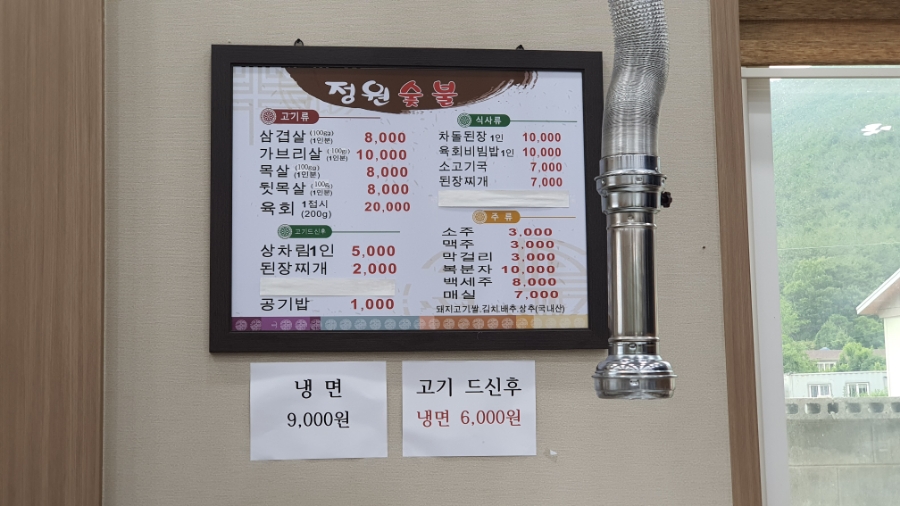 정원숯불
고기류
삼겹살 (100g) (1인분) 8,000
가브리살 (100g) (1인분) 10,000
목살 (100g) (1인분) 8,000
뒷목살 (100g) (1인분) 8,000
육회 1접시 (200g) 20,000
고기드신후
상차림1인 5,000
된장찌개 2,000
공기밥 1,000
식사류
차돌된장 1인 10,000
육회비빔밥 1인 10,000
소고기국 7,000
된장찌개 7,000
주류
소주 3,000
맥주 3,000
막걸리 3,000
복분자 10,000
백세주 8,000
매실 7,000
돼지고기쌀,김치,배추,상추(국내산)
냉 면
9,000원
고기 드신후
냉면 6,000원